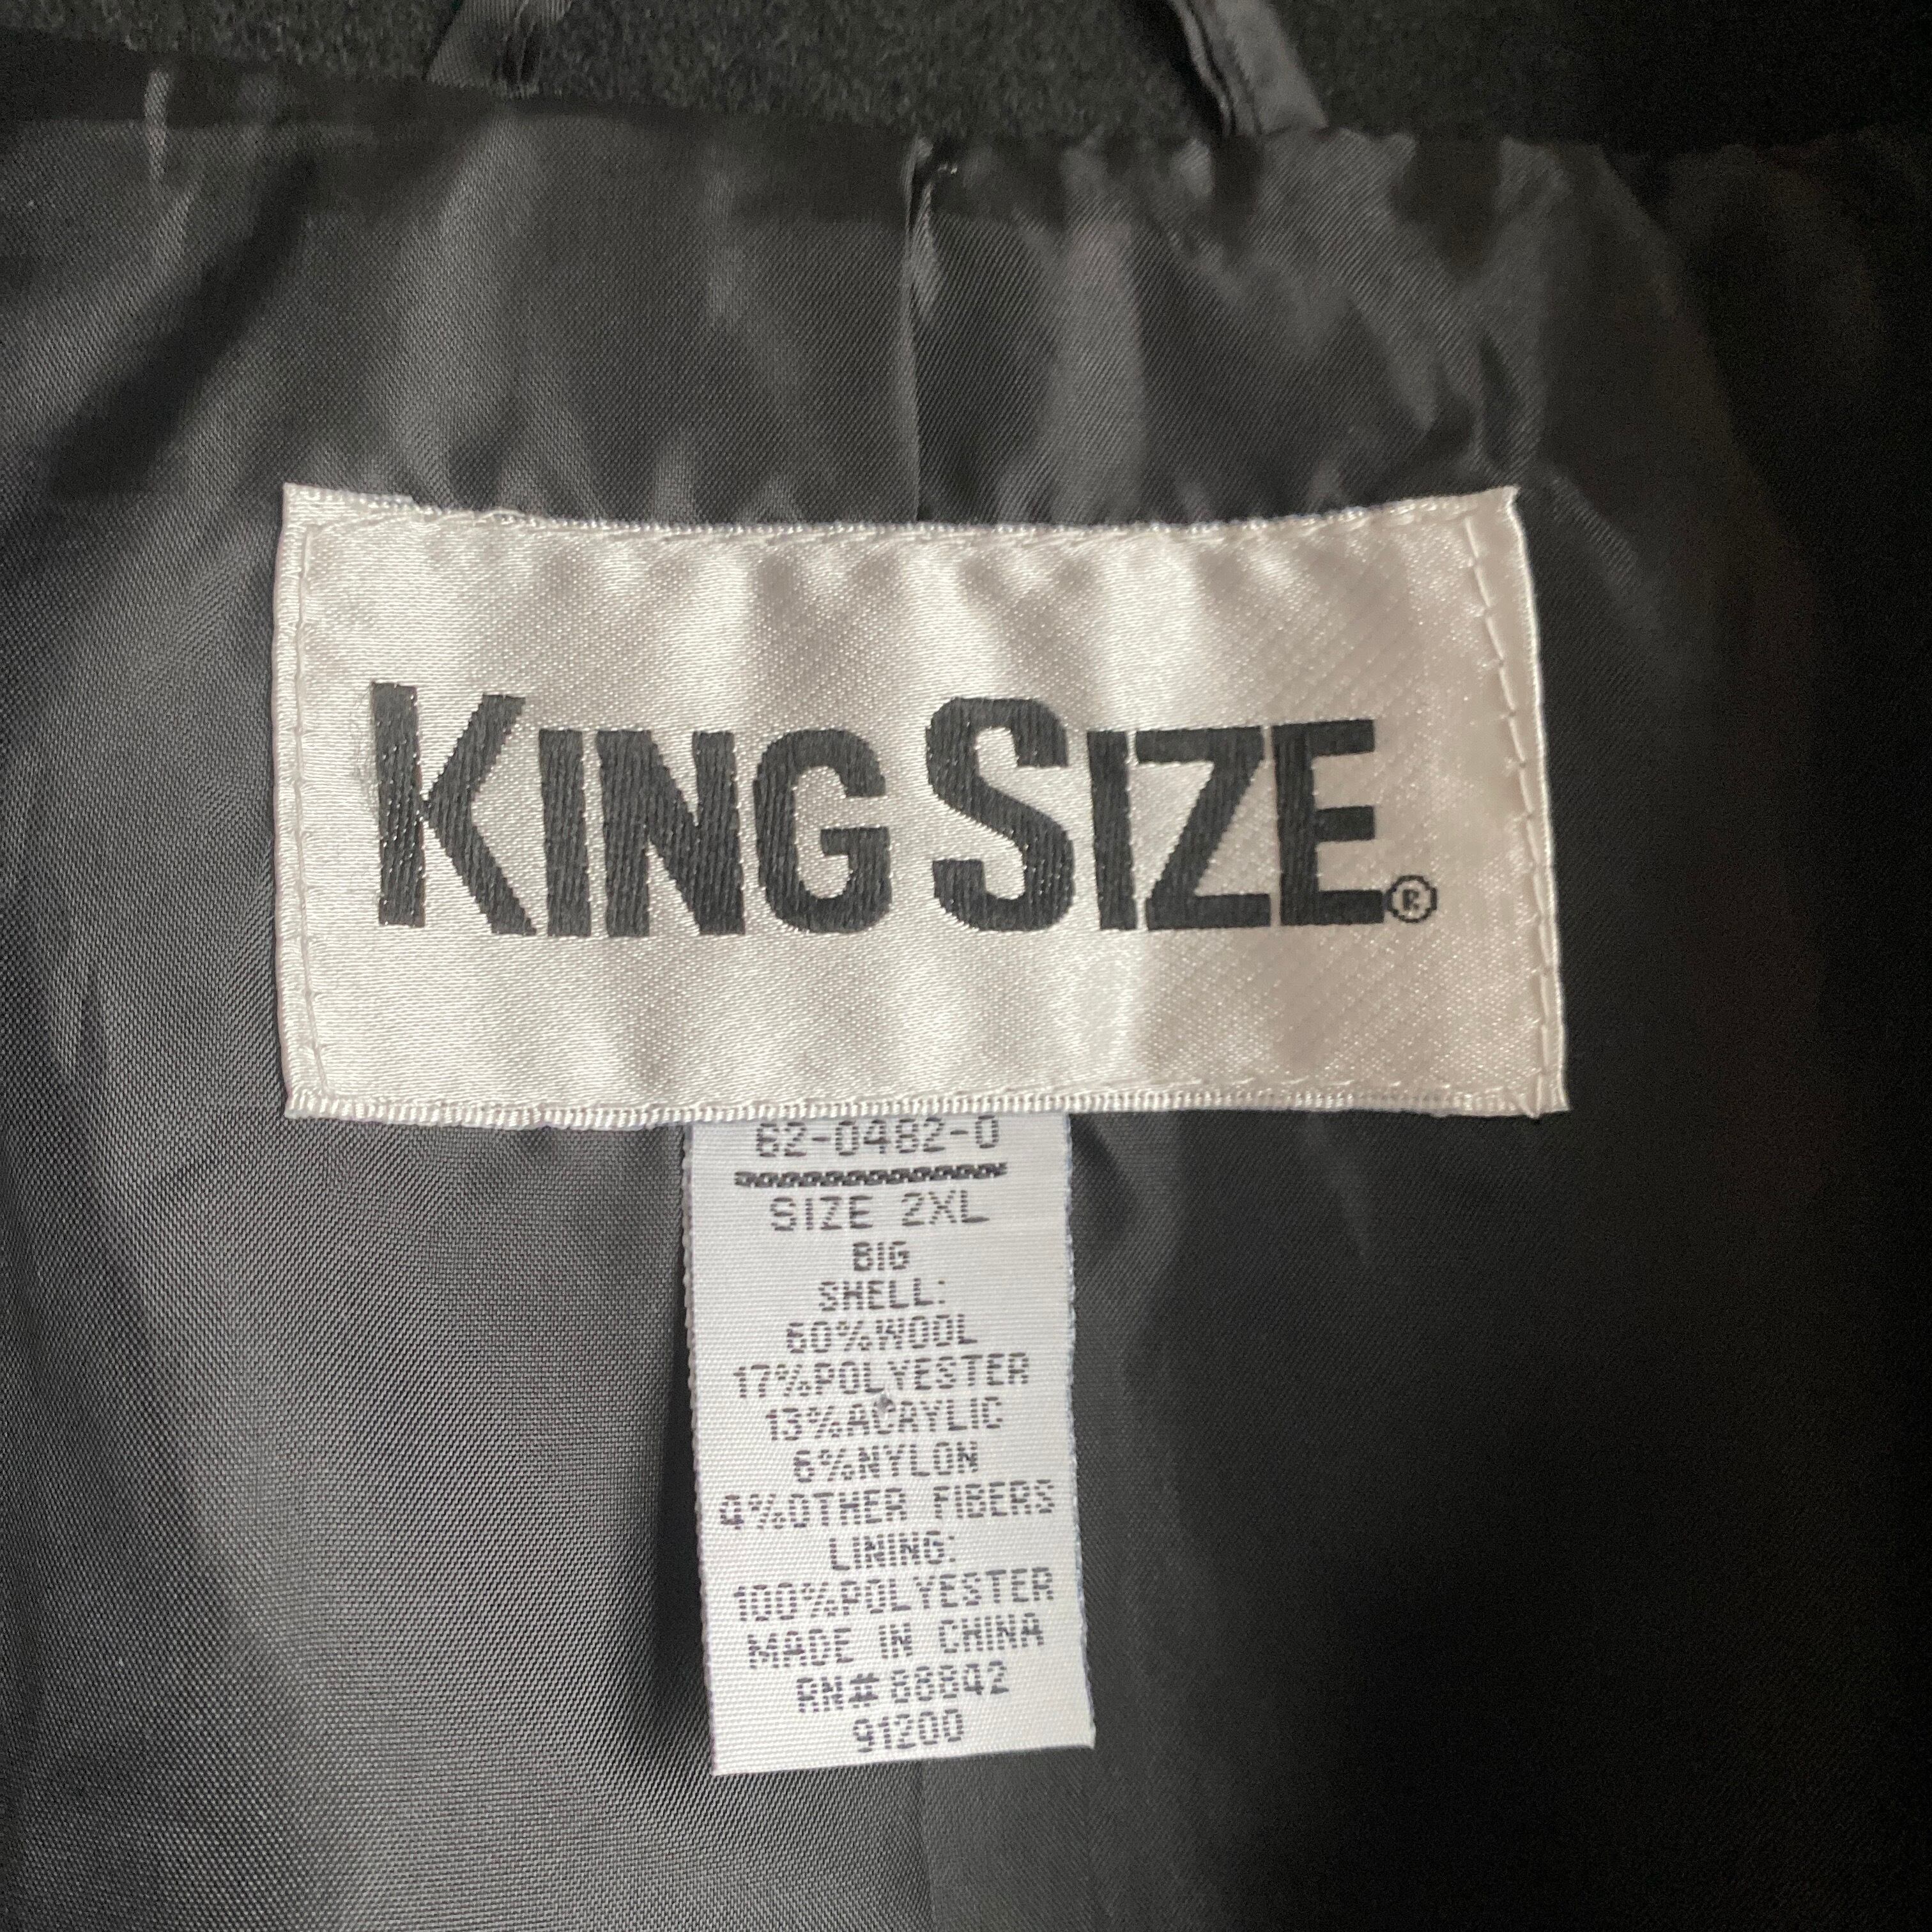 KING SIZE®
62-0482-0
SIZE 2XL
BIG
SHELL:
60%WOOL
17%POLYESTER
13%ACRYLIC
6%NYLON
4%OTHER FIBERS
LINING:
100%POLYESTER
MADE IN CHINA
RN#88842
91200